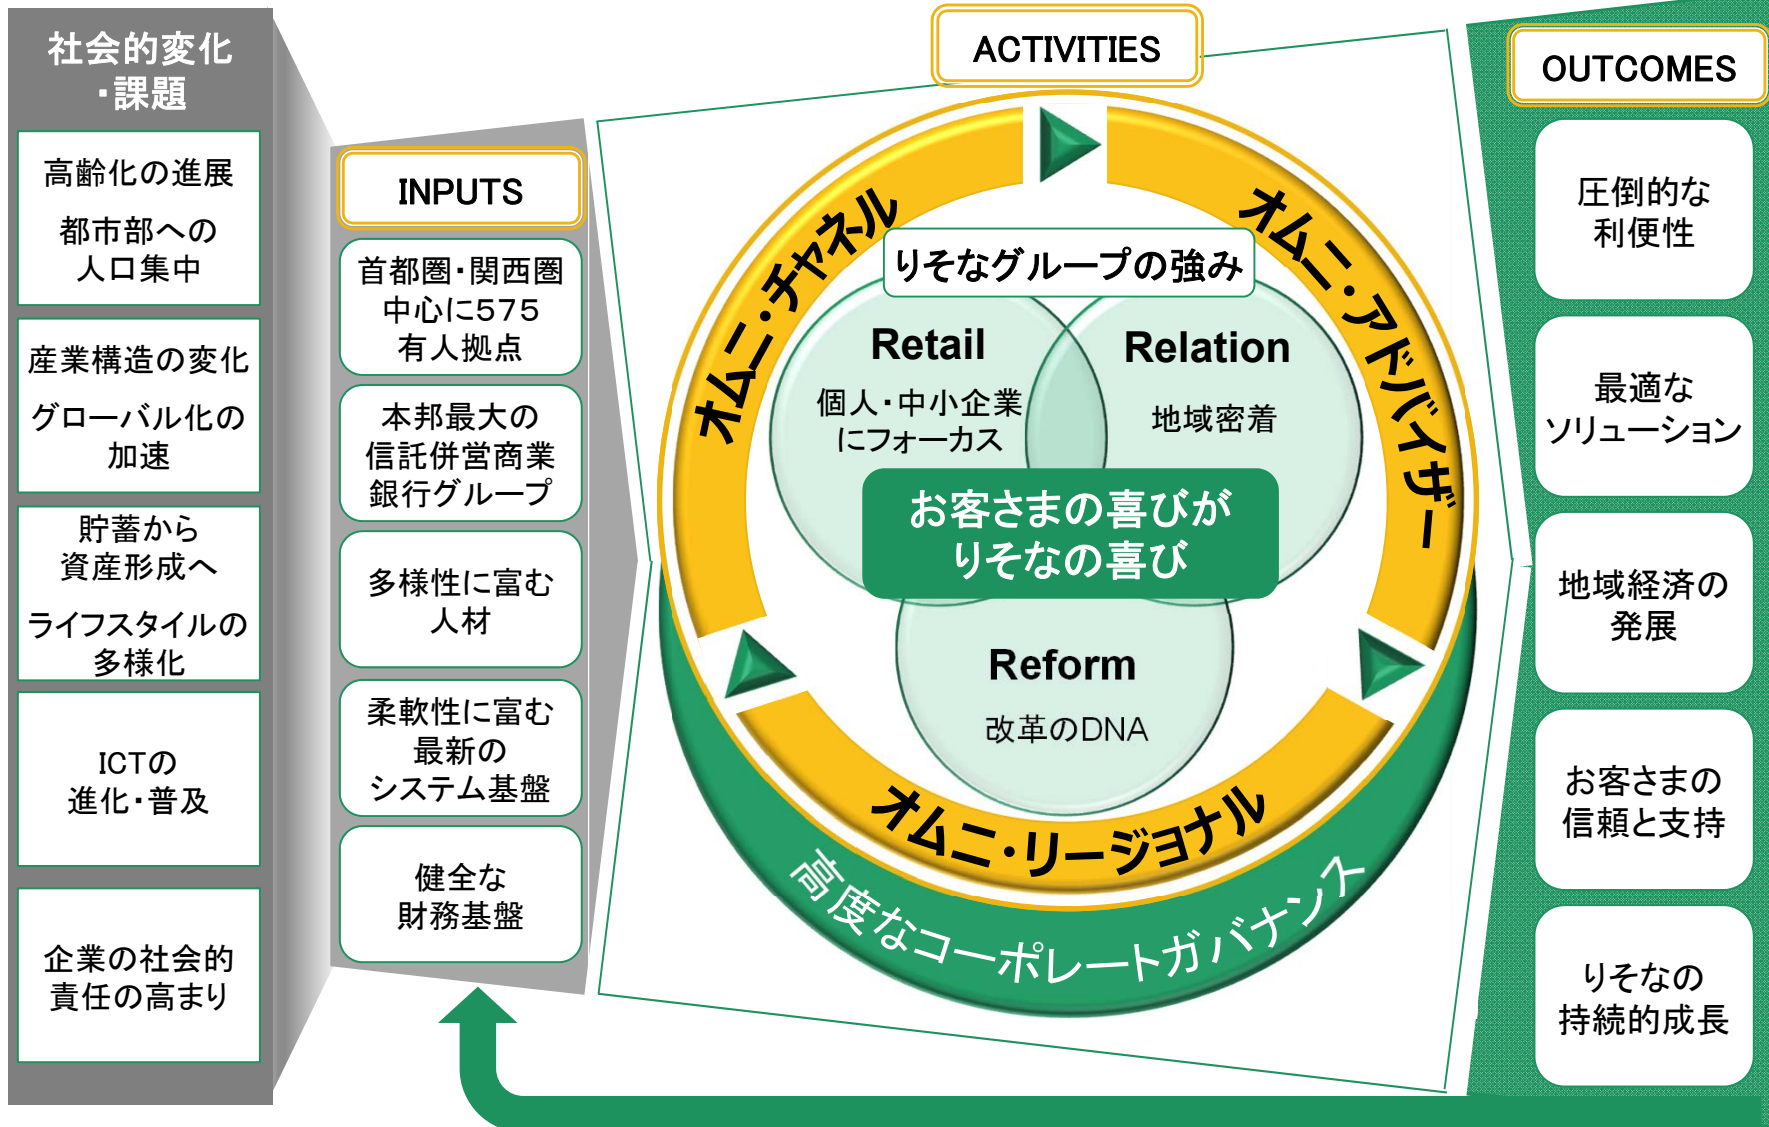 社会的変化
・課題
高齢化の進展
都市部への
人口集中
産業構造の変化
グローバル化の
加速
貯蓄から
資産形成へ
ライフスタイルの
多様化
ICTの
進化・普及
企業の社会的
責任の高まり
INPUTS
首都圏・関西圏
中心に575
有人拠点
本邦最大の
信託併営商業
銀行グループ
多様性に富む
人材
柔軟性に富む
最新の
システム基盤
健全な
財務基盤
ACTIVITIES
オムニ・チャネル
オムニ・アドバイザー
オムニ・リージョナル
りそなグループの強み
Retail
個人・中小企業
にフォーカス
Relation
地域密着
お客さまの喜びが
りそなの喜び
Reform
改革のDNA
高度なコーポレートガバナンス
OUTCOMES
圧倒的な
利便性
最適な
ソリューション
地域経済の
発展
お客さまの
信頼と支持
りそなの
持続的成長